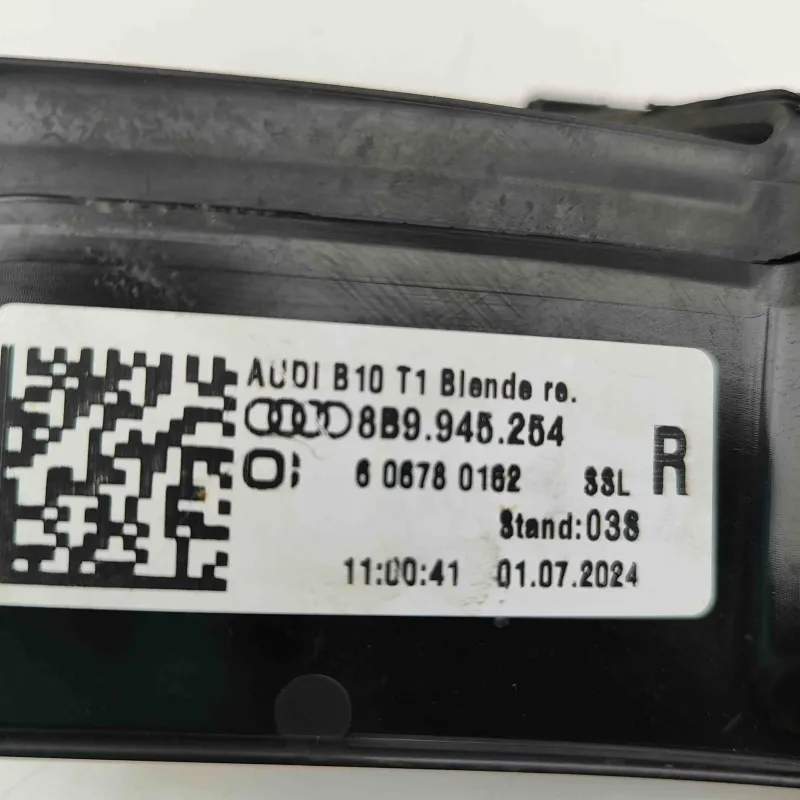 AUDI B10 T1 Blende re.
8B9.945.254
6 0678 0162 SSL R
Stand:038
11:00:41 01.07.2024